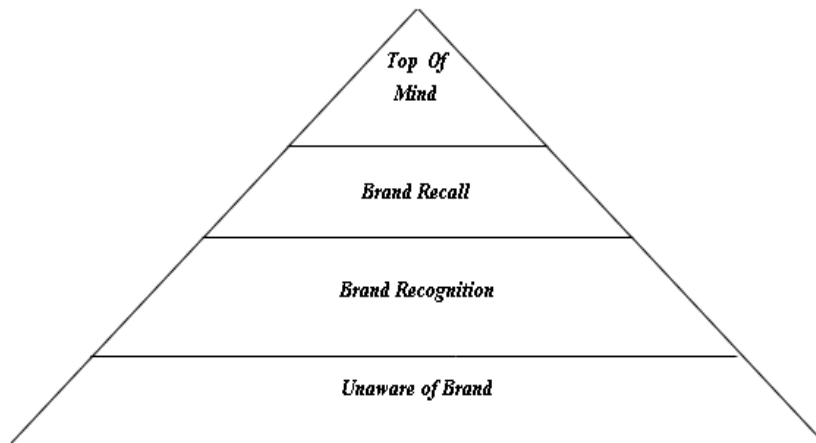 Top Of
Mind
Brand Recall
Brand Recognition
Unaware of Brand